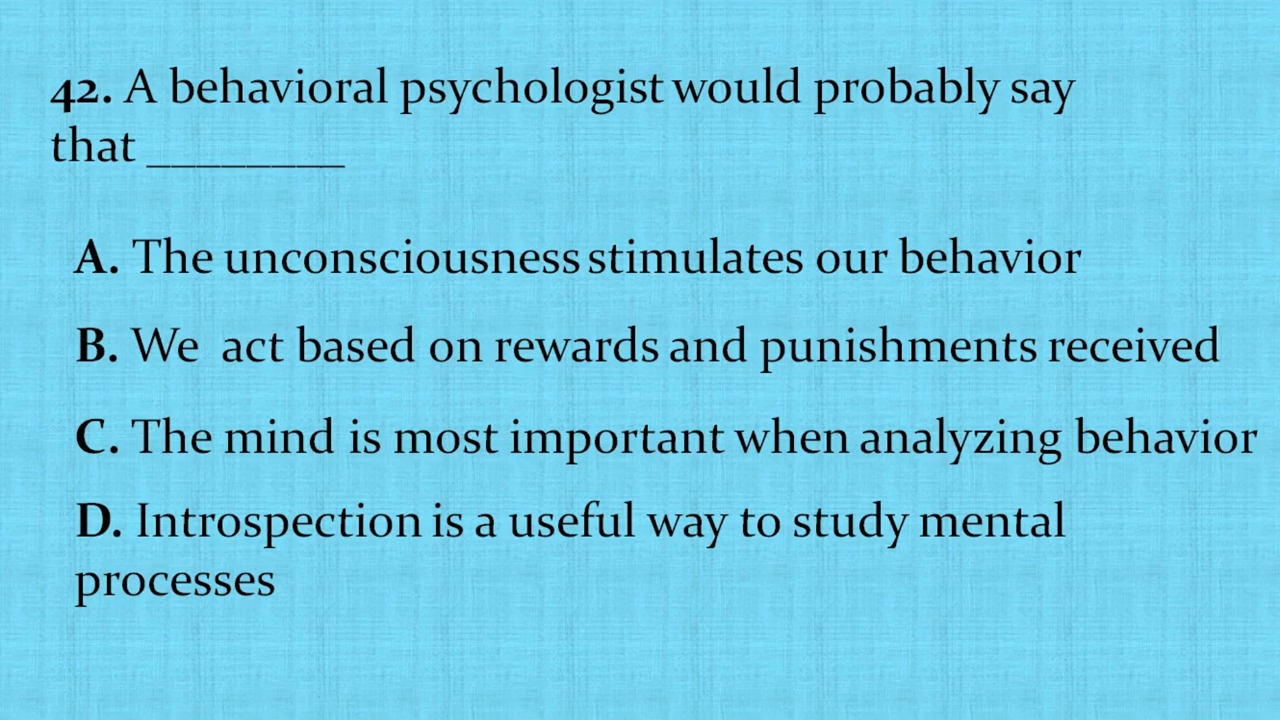 42. A behavioral psychologist would probably say
that ________
A. The unconsciousness stimulates our behavior
B. We act based on rewards and punishments received
C. The mind is most important when analyzing behavior
D. Introspection is a useful way to study mental
processes